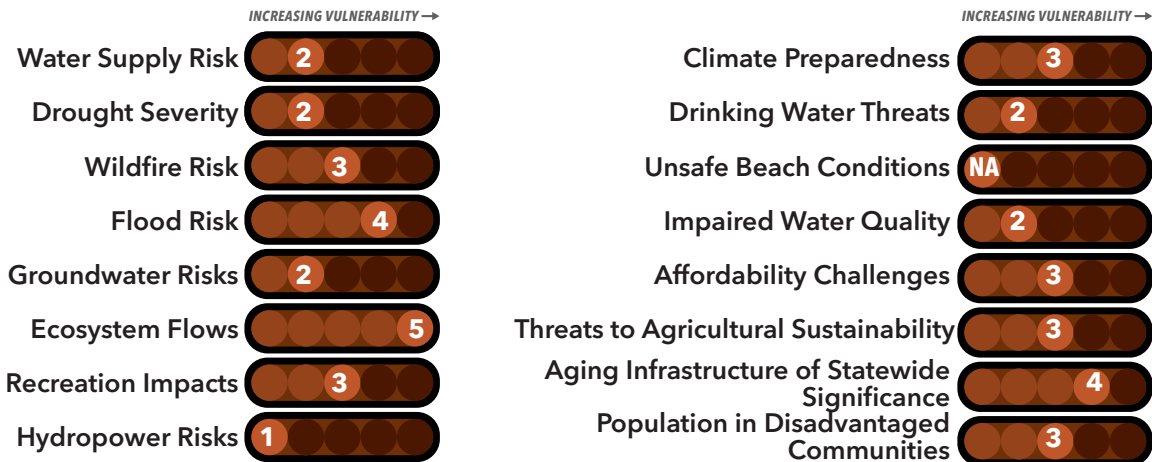 INCREASING VULNERABILITY →
Water Supply Risk 2
Drought Severity 2
Wildfire Risk 3
Flood Risk 4
Groundwater Risks 2
Ecosystem Flows 5
Recreation Impacts 3
Hydropower Risks 1
INCREASING VULNERABILITY →
Climate Preparedness 3
Drinking Water Threats 2
Unsafe Beach Conditions NA
Impaired Water Quality 2
Affordability Challenges 3
Threats to Agricultural Sustainability 3
Aging Infrastructure of Statewide
Significance 4
Population in Disadvantaged
Communities 3